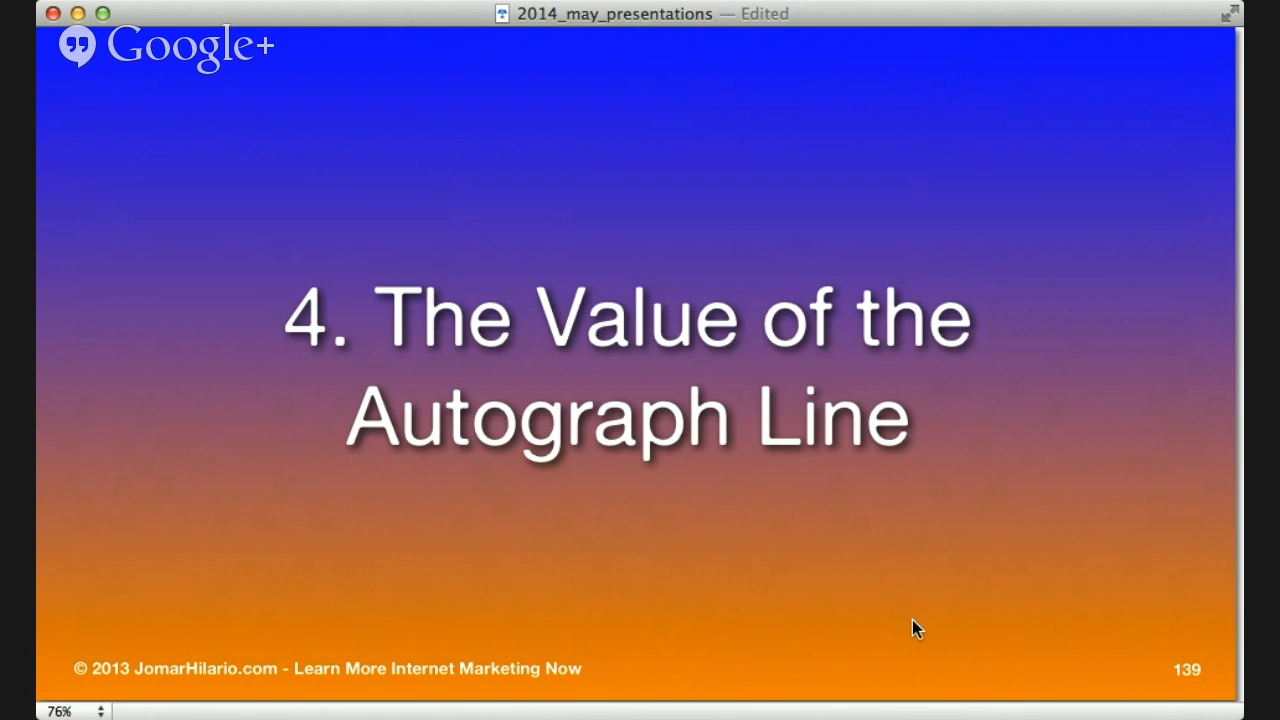 2014_may_presentations — Edited
Google+
4. The Value of the
Autograph Line
© 2013 JomarHilario.com - Learn More Internet Marketing Now
139
76%